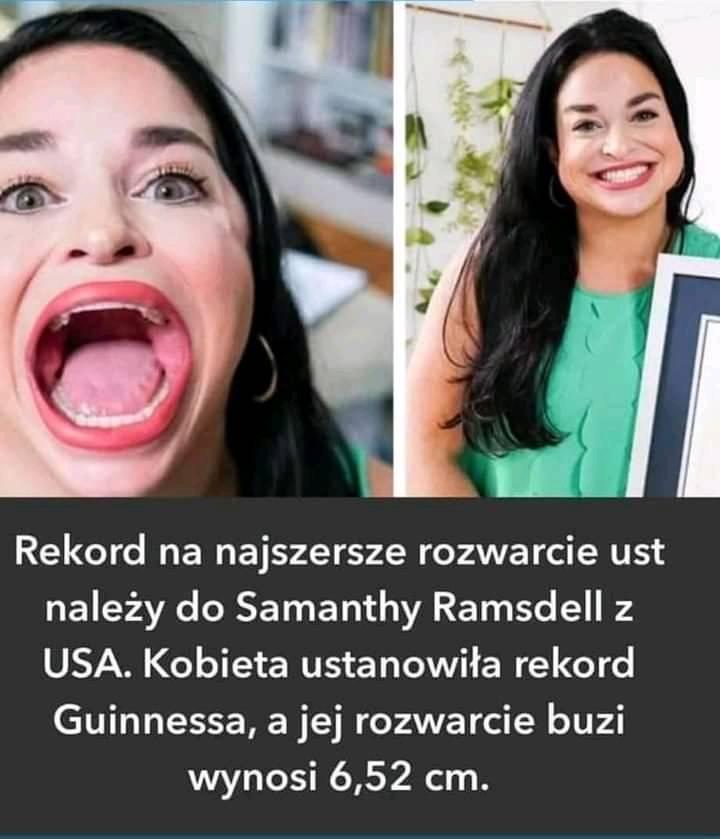 Rekord na najszersze rozwarcie ust
należy do Samanthy Ramsdell z
USA. Kobieta ustanowiła rekord
Guinnessa, a jej rozwarcie buzi
wynosi 6,52 cm.